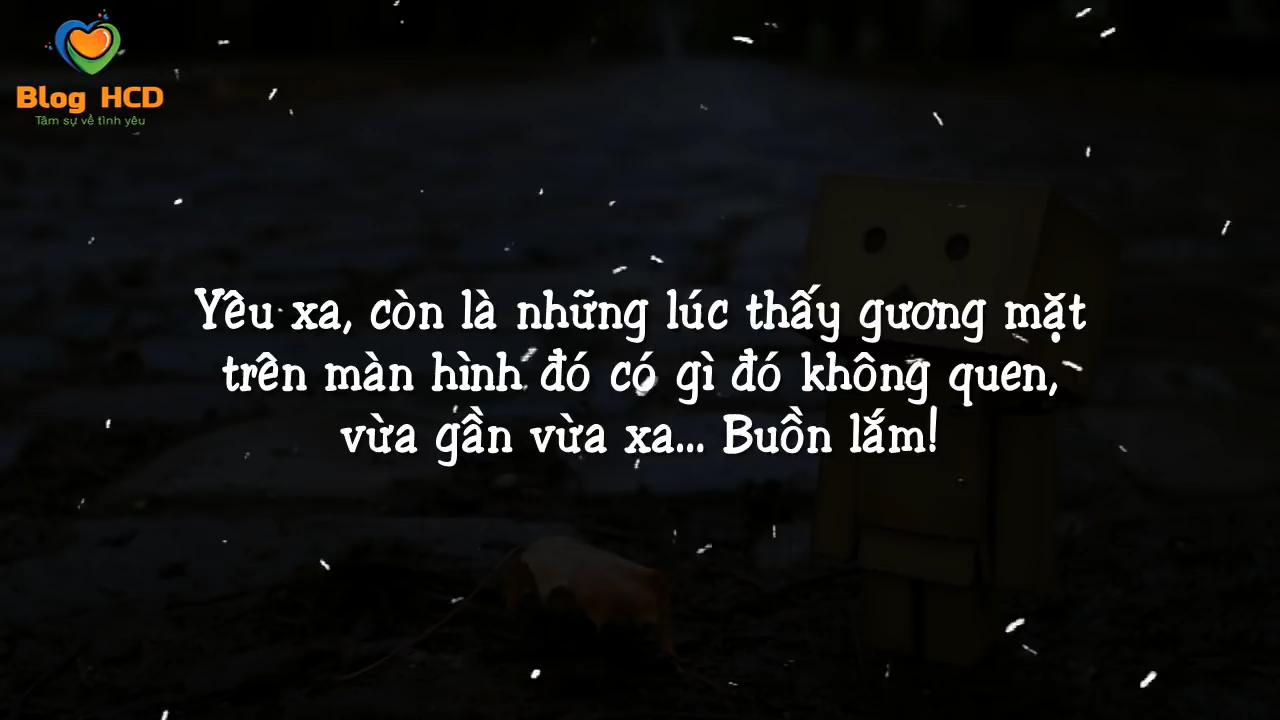 Blog HCD
Tâm sự về tình yêu
Yêu xa, còn là những lúc thấy gương mặt
trên màn hình đó có gì đó không quen,
vừa gần vừa xa... Buồn lắm!